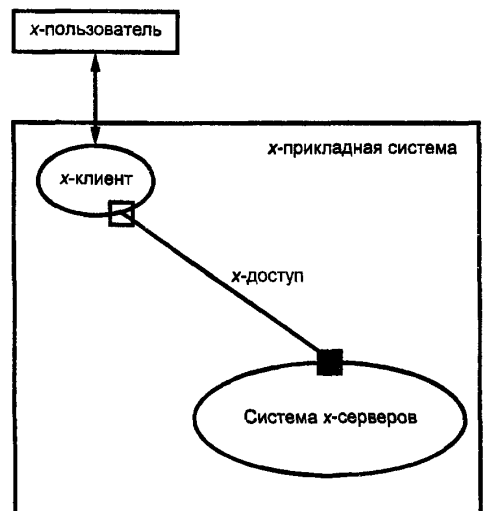 x-пользователь
x-прикладная система
x-клиент
x-доступ
Система x-серверов